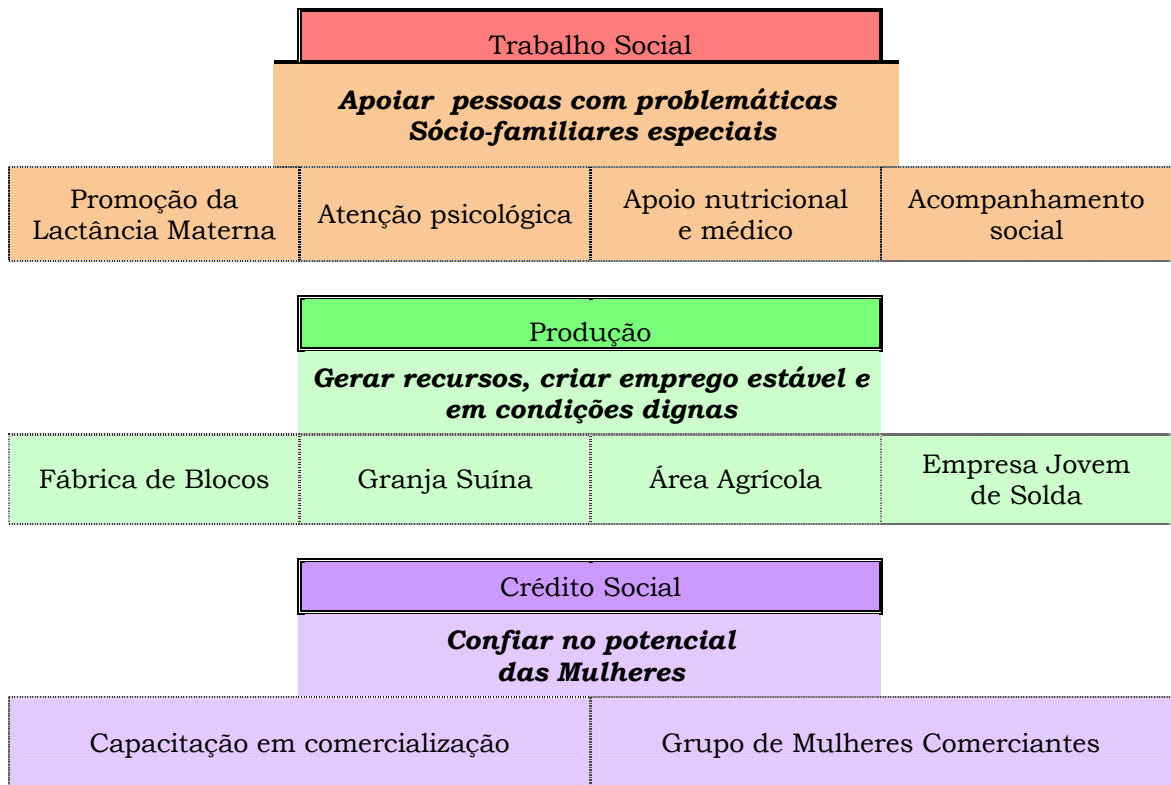 Trabalho Social
Apoiar pessoas com problemáticas
Sócio-familiares especiais
Promoção da
Lactância Materna
Atenção psicológica
Apoio nutricional
e médico
Acompanhamento
social
Produção
Gerar recursos, criar emprego estável e
em condições dignas
Fábrica de Blocos
Granja Suína
Área Agrícola
Empresa Jovem
de Solda
Crédito Social
Confiar no potencial
das Mulheres
Capacitação em comercialização
Grupo de Mulheres Comerciantes